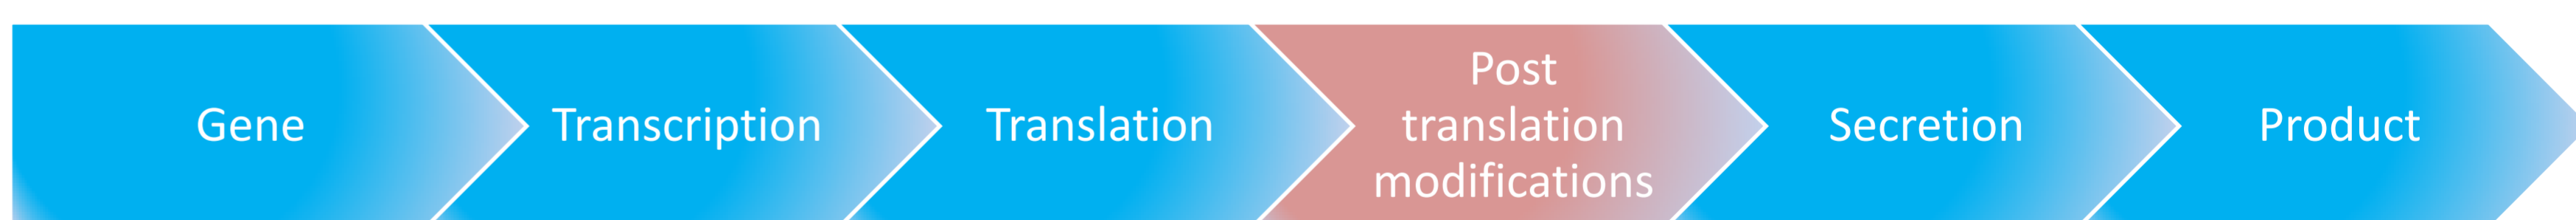 Gene
Transcription
Translation
Post
translation
modifications
Secretion
Product